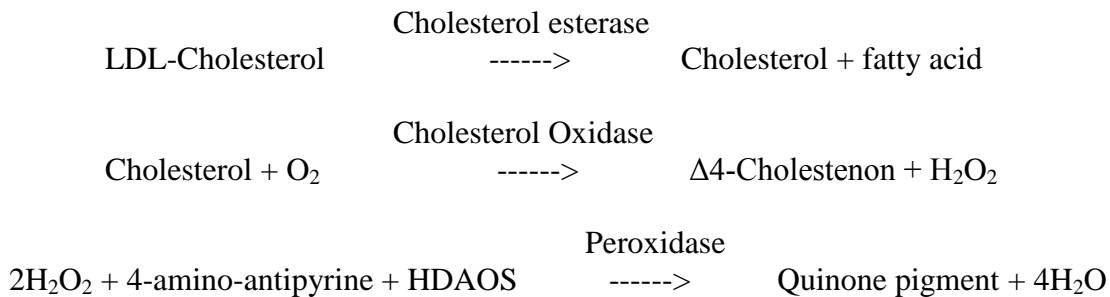 Cholesterol esterase
LDL-Cholesterol ------> Cholesterol + fatty acid
Cholesterol Oxidase
Cholesterol + O₂ ------> Δ4-Cholestenon + H₂O₂
Peroxidase
2H₂O₂ + 4-amino-antipyrine + HDAOS ------> Quinone pigment + 4H₂O